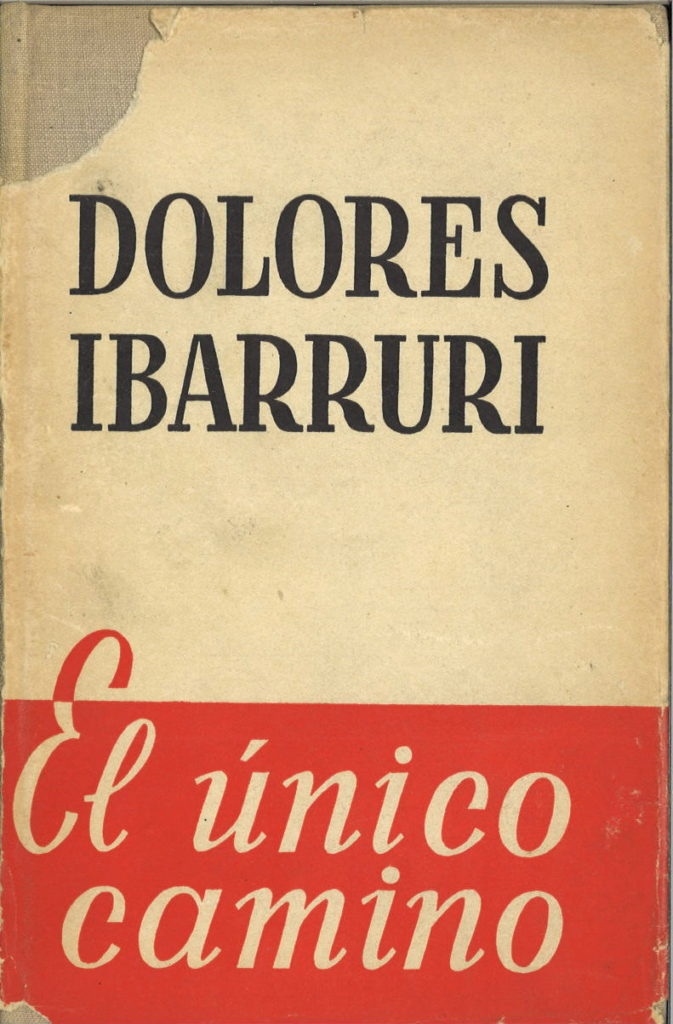 DOLORES
IBARRURI
El único
camino